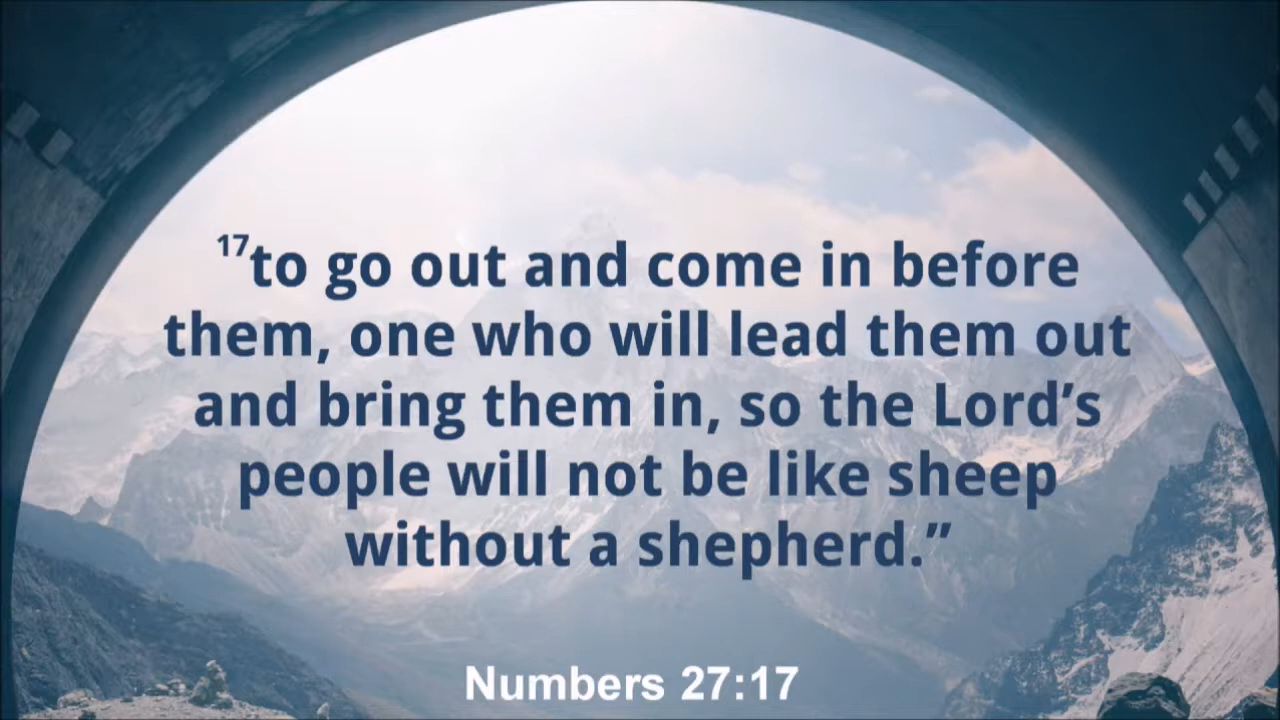 ¹⁷to go out and come in before
them, one who will lead them out
and bring them in, so the Lord’s
people will not be like sheep
without a shepherd.”
Numbers 27:17